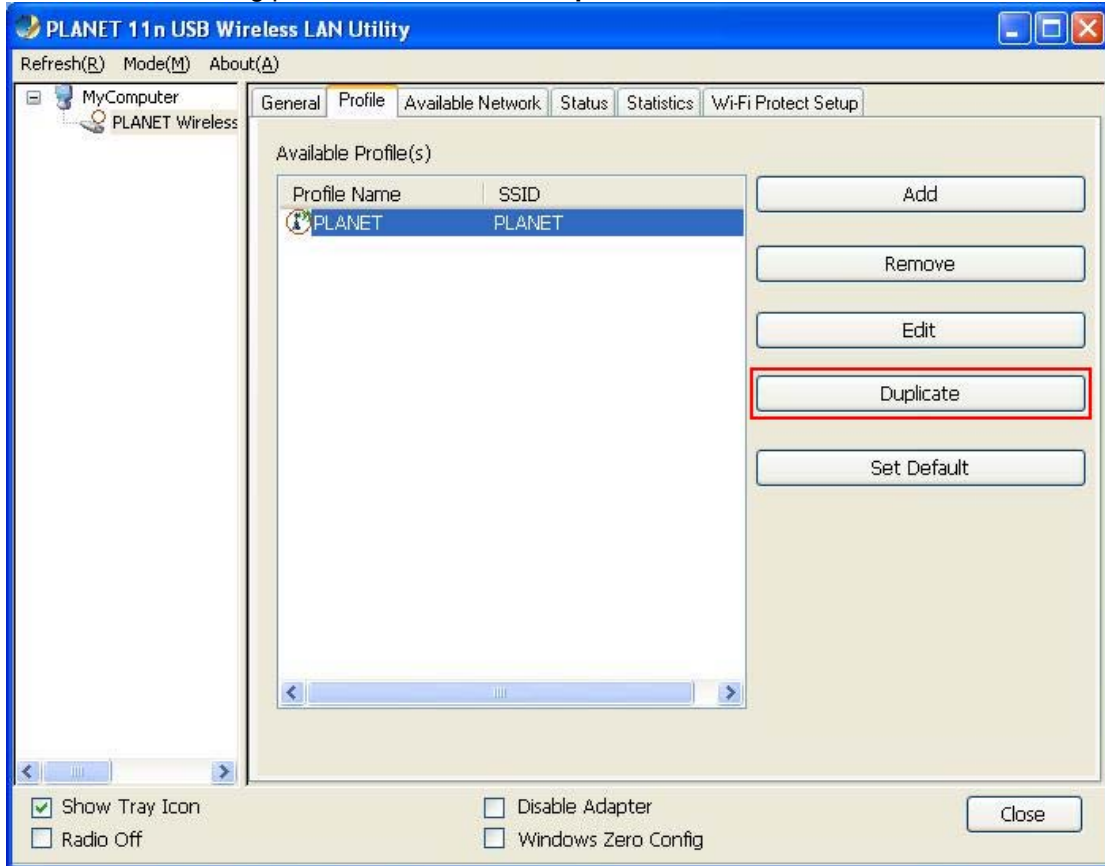 PLANET 11n USB Wireless LAN Utility
Refresh(R) Mode(M) About(A)
MyComputer
PLANET Wireless
General Profile Available Network Status Statistics Wi-Fi Protect Setup
Available Profile(s)
Profile Name SSID
PLANET PLANET
Add
Remove
Edit
Duplicate
Set Default
Show Tray Icon
Radio Off
Disable Adapter
Windows Zero Config
Close